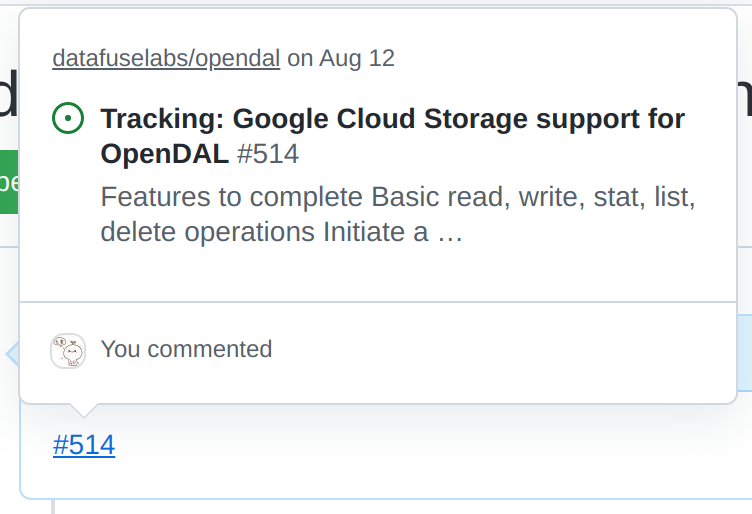 datafuselabs/opendal on Aug 12
Tracking: Google Cloud Storage support for
OpenDAL #514
Features to complete Basic read, write, stat, list,
delete operations Initiate a …
You commented
#514